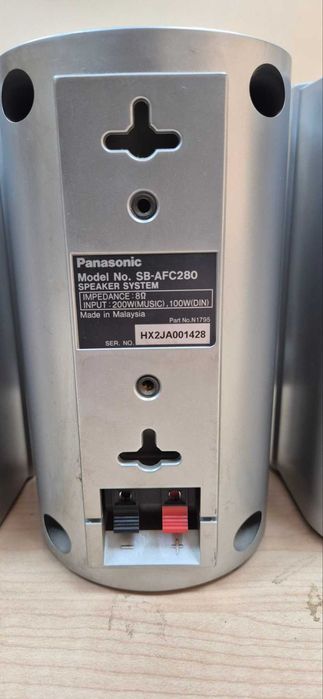 Panasonic
Model No. SB-AFC280
SPEAKER SYSTEM
IMPEDANCE : 8Ω
INPUT : 200W(MUSIC) , 100W(DIN)
Made in Malaysia
Part No.N1795
SER. NO. HX2JA001428
− +